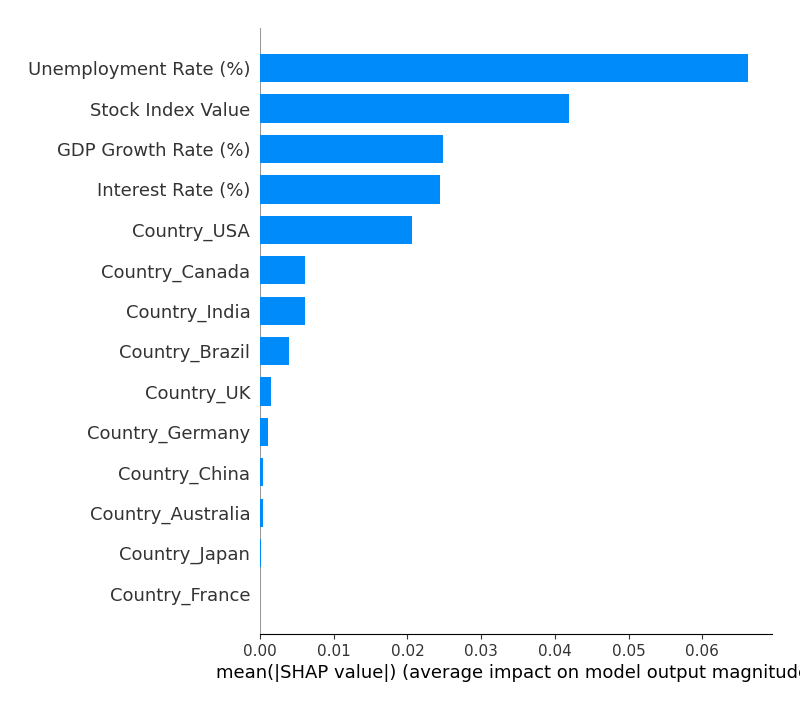 Unemployment Rate (%)
Stock Index Value
GDP Growth Rate (%)
Interest Rate (%)
Country_USA
Country_Canada
Country_India
Country_Brazil
Country_UK
Country_Germany
Country_China
Country_Australia
Country_Japan
Country_France
0.00 0.01 0.02 0.03 0.04 0.05 0.06
mean(|SHAP value|) (average impact on model output magnitude